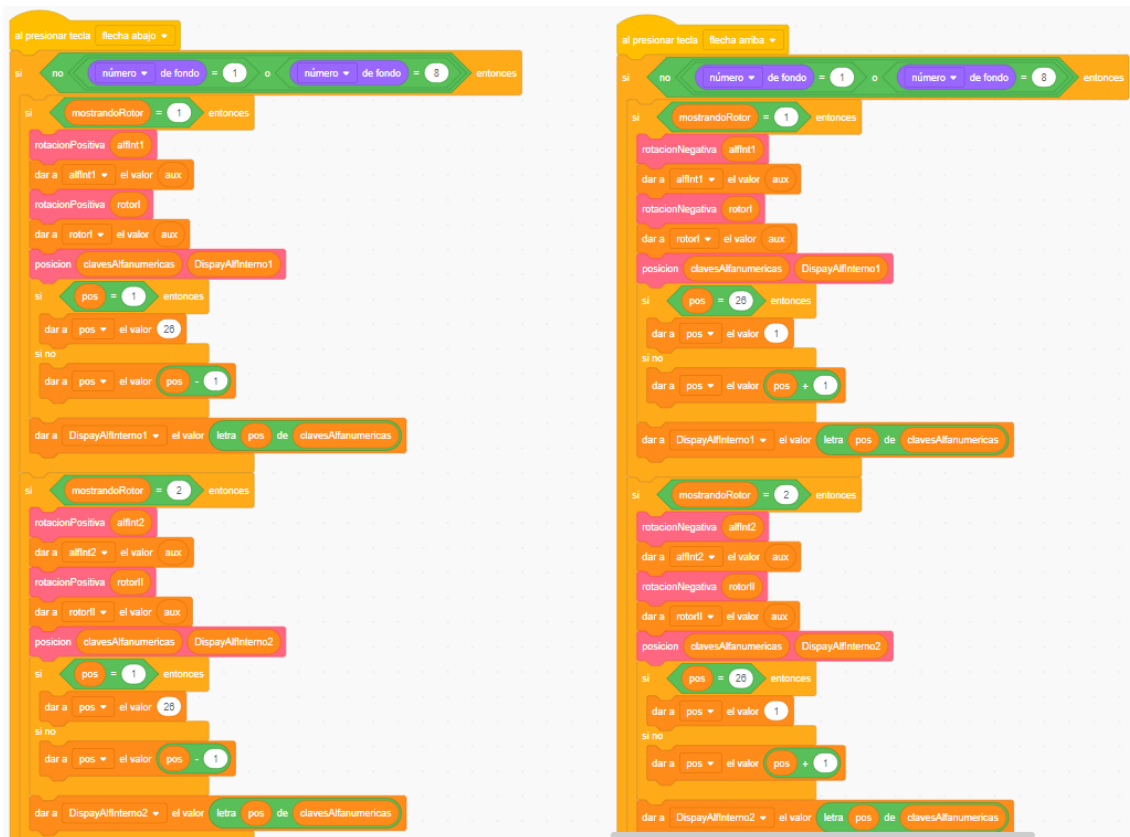 al presionar tecla flecha abajo
si no número de fondo = 1 o número de fondo = 8 entonces
si mostrandoRotor = 1 entonces
rotacionPositiva alfInt1
dar a alfInt1 el valor aux
rotacionPositiva rotorI
dar a rotorI el valor aux
posicion clavesAlfanumericas DispayAlfInterno1
si pos = 1 entonces
dar a pos el valor 26
si no
dar a pos el valor pos - 1
dar a DispayAlfInterno1 el valor letra pos de clavesAlfanumericas
si mostrandoRotor = 2 entonces
rotacionPositiva alfInt2
dar a alfInt2 el valor aux
rotacionPositiva rotorII
dar a rotorII el valor aux
posicion clavesAlfanumericas DispayAlfInterno2
si pos = 1 entonces
dar a pos el valor 26
si no
dar a pos el valor pos - 1
dar a DispayAlfInterno2 el valor letra pos de clavesAlfanumericas
al presionar tecla flecha arriba
si no número de fondo = 1 o número de fondo = 8 entonces
si mostrandoRotor = 1 entonces
rotacionNegativa alfInt1
dar a alfInt1 el valor aux
rotacionNegativa rotorI
dar a rotorI el valor aux
posicion clavesAlfanumericas DispayAlfInterno1
si pos = 26 entonces
dar a pos el valor 1
si no
dar a pos el valor pos + 1
dar a DispayAlfInterno1 el valor letra pos de clavesAlfanumericas
si mostrandoRotor = 2 entonces
rotacionNegativa alfInt2
dar a alfInt2 el valor aux
rotacionNegativa rotorII
dar a rotorII el valor aux
posicion clavesAlfanumericas DispayAlfInterno2
si pos = 26 entonces
dar a pos el valor 1
si no
dar a pos el valor pos + 1
dar a DispayAlfInterno2 el valor letra pos de clavesAlfanumericas